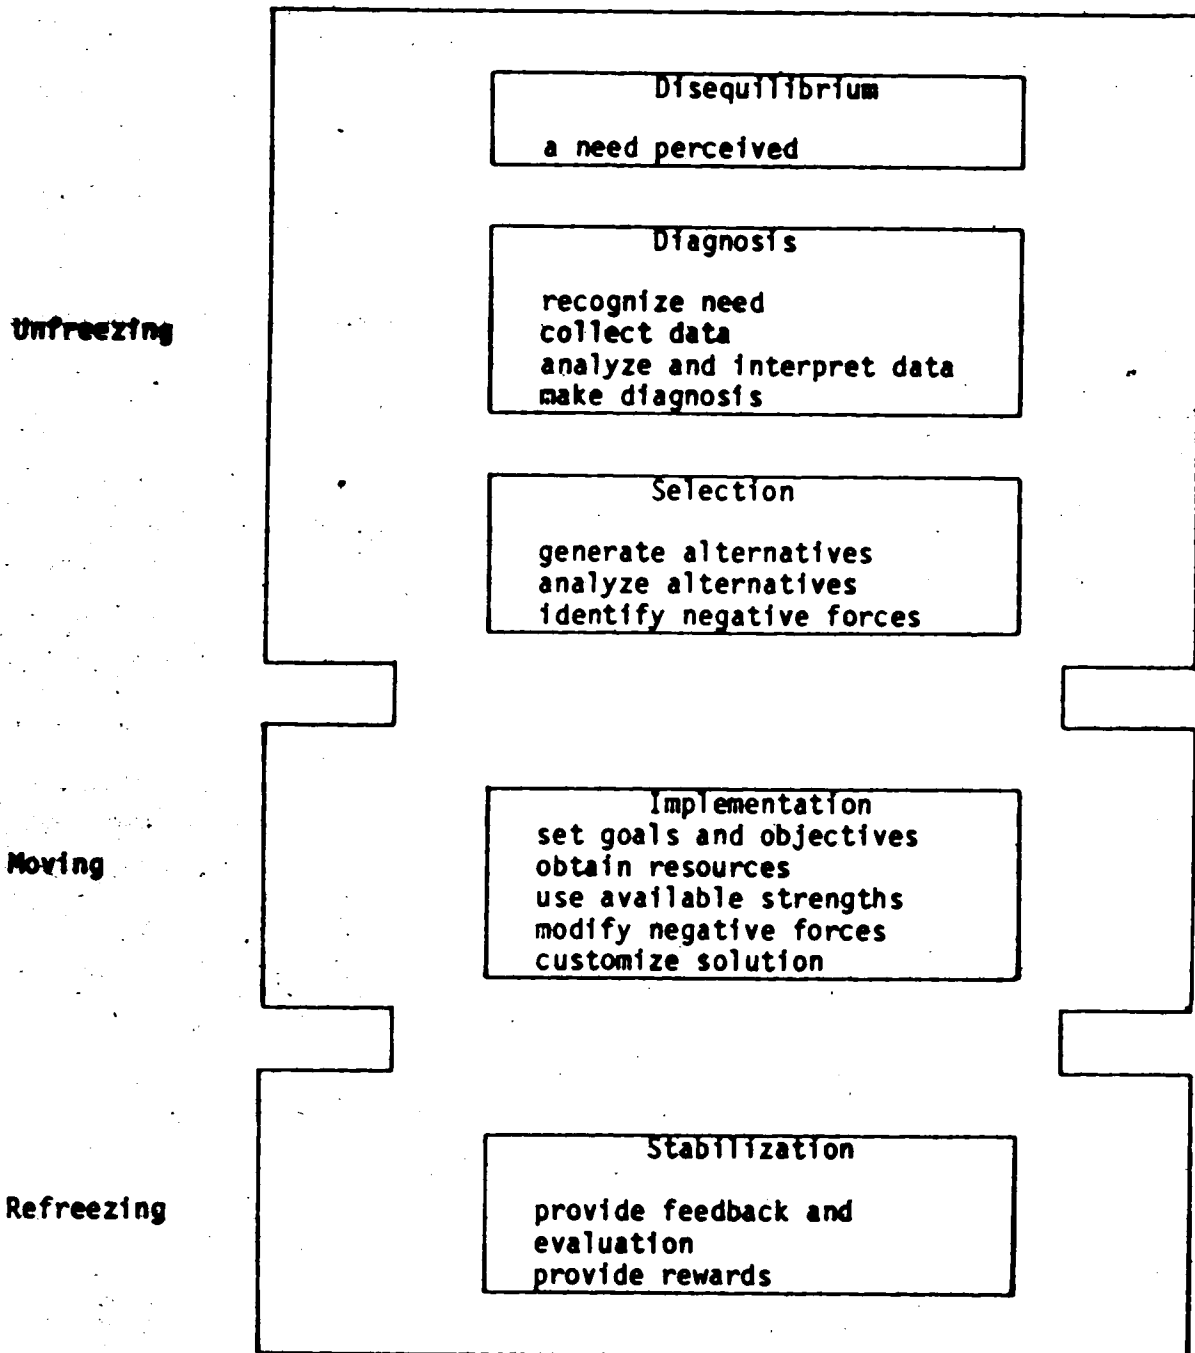 Disequilibrium
a need perceived
Diagnosis
recognize need
Unfreezing
collect data
analyze and interpret data
make diagnosis
Selection
generate alternatives
analyze alternatives
identify negative forces
Implementation
set goals and objectives
Moving
obtain resources
use available strengths
modify negative forces
customize solution
Stabilization
Refreezing
provide feedback and
evaluation
provide rewards